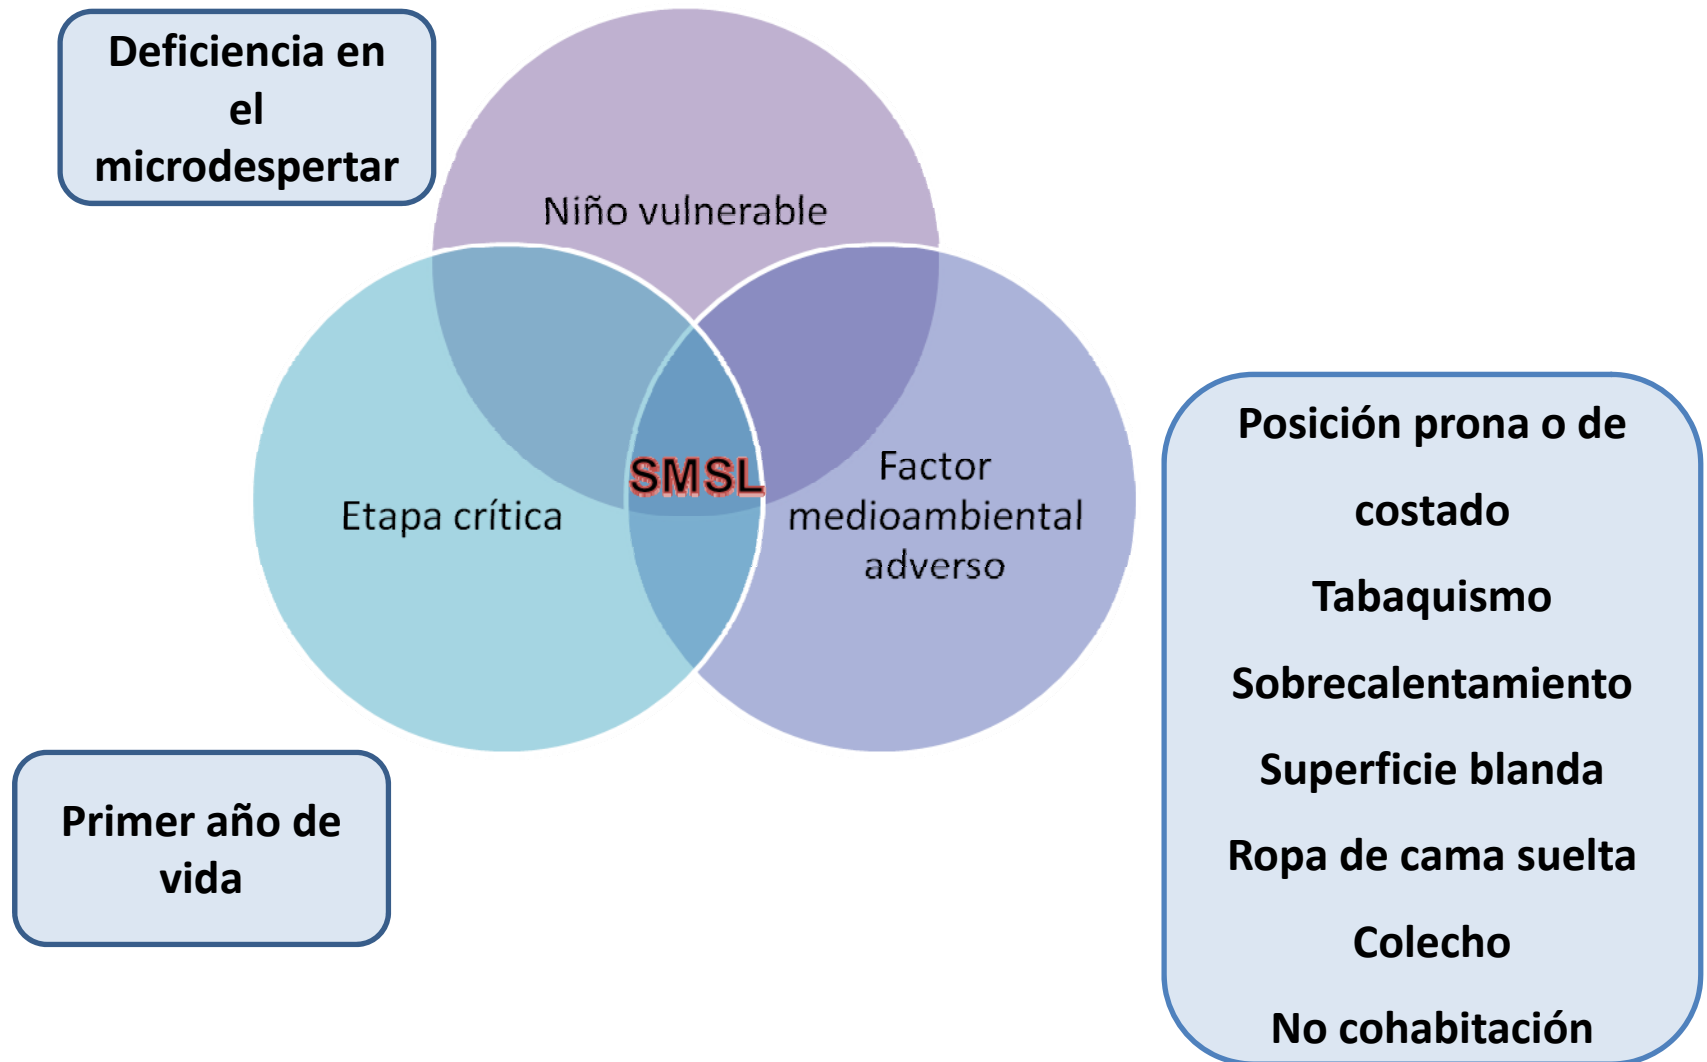 Deficiencia en
el
microdespertar
Niño vulnerable
SMSL
Etapa crítica
Factor
medioambiental
adverso
Primer año de
vida
Posición prona o de
costado
Tabaquismo
Sobrecalentamiento
Superficie blanda
Ropa de cama suelta
Colecho
No cohabitación